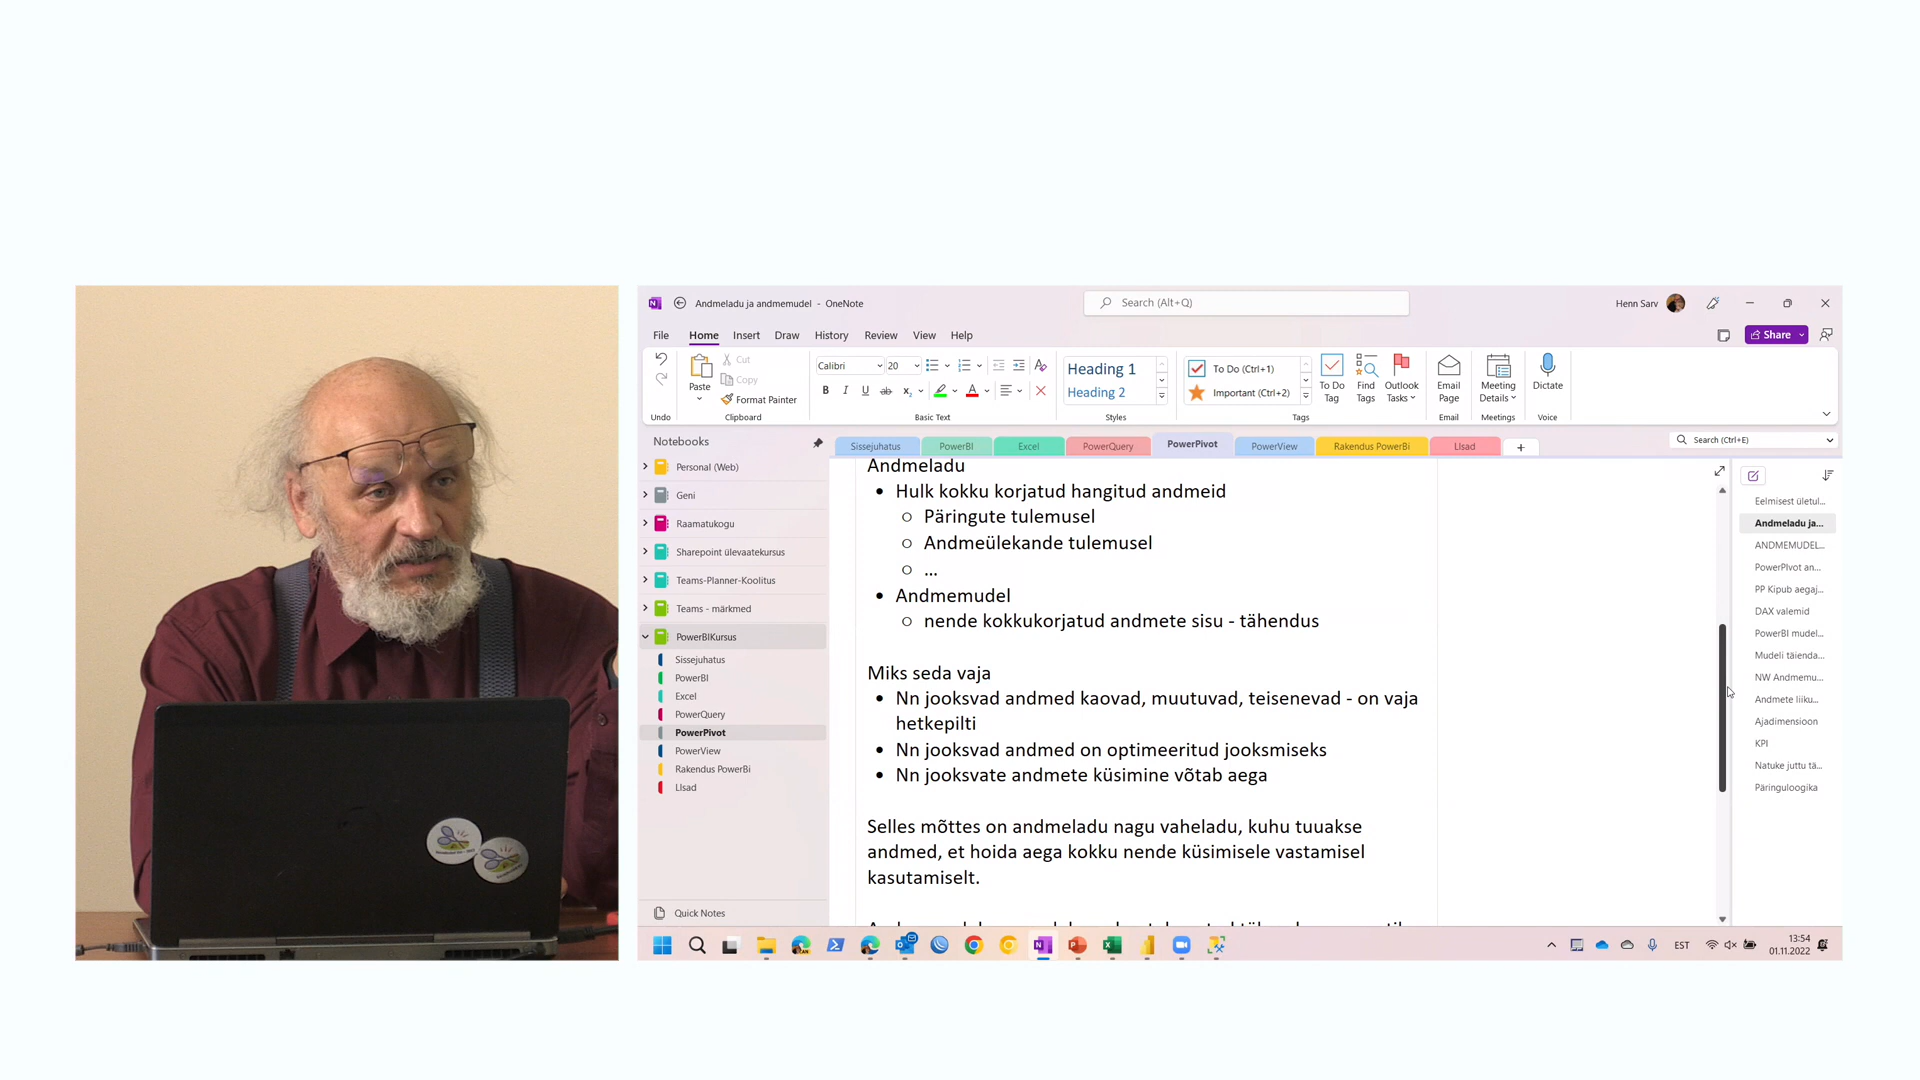 Andmeladu ja andmemudel - OneNote
Search (Alt+Q)
Henn Sarv
File Home Insert Draw History Review View Help
Share
Undo
Paste
Cut
Copy
Format Painter
Clipboard
Calibri 20
Basic Text
Heading 1
Heading 2
Styles
To Do (Ctrl+1)
Important (Ctrl+2)
Tags
To Do Tag
Find Tags
Outlook Tasks
Email Page
Email
Meeting Details
Meetings
Dictate
Voice
Notebooks
Personal (Web)
Geni
Raamatukogu
Sharepoint ülevaatekursus
Teams-Planner-Koolitus
Teams - märkmed
PowerBIKursus
Sissejuhatus
PowerBI
Excel
PowerQuery
PowerPivot
PowerView
Rakendus PowerBi
LIsad
Quick Notes
Sissejuhatus PowerBI Excel PowerQuery PowerPivot PowerView Rakendus PowerBi LIsad +
Search (Ctrl+E)
Andmeladu
• Hulk kokku korjatud hangitud andmeid
○ Päringute tulemusel
○ Andmeülekande tulemusel
○ ...
• Andmemudel
○ nende kokkukorjatud andmete sisu - tähendus
Miks seda vaja
• Nn jooksvad andmed kaovad, muutuvad, teisenevad - on vaja
hetkepilti
• Nn jooksvad andmed on optimeeritud jooksmiseks
• Nn jooksvate andmete küsimine võtab aega
Selles mõttes on andmeladu nagu vaheladu, kuhu tuuakse
andmed, et hoida aega kokku nende küsimisele vastamisel
kasutamiselt.
Eelmisest ületul...
Andmeladu ja...
ANDMEMUDEL...
PowerPIvot an...
PP Kipub aegaj...
DAX valemid
PowerBI mudel...
Mudeli täienda...
NW Andmemu...
Andmete liiku...
Ajadimensioon
KPI
Natuke juttu tä...
Päringuloogika
EST
13:54
01.11.2022